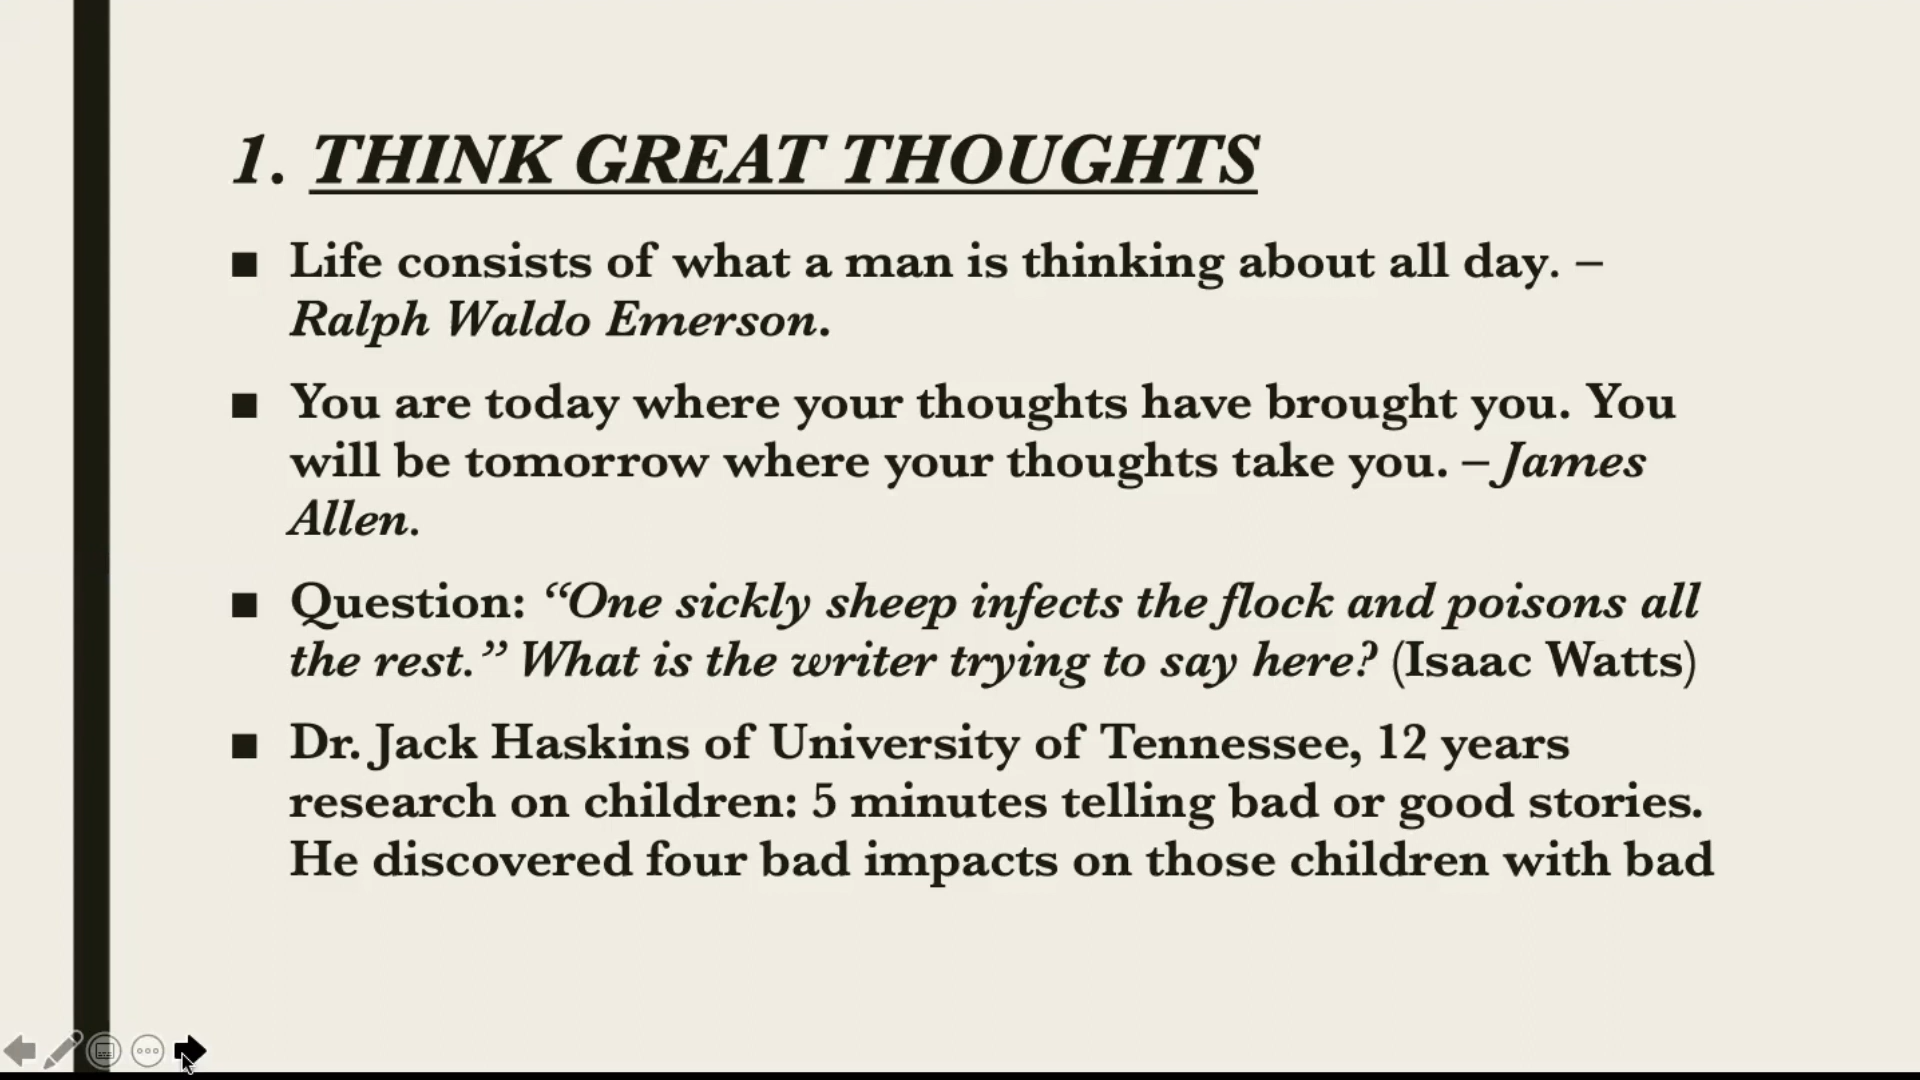 1. THINK GREAT THOUGHTS
■ Life consists of what a man is thinking about all day. –
Ralph Waldo Emerson.
■ You are today where your thoughts have brought you. You
will be tomorrow where your thoughts take you. – James
Allen.
■ Question: “One sickly sheep infects the flock and poisons all
the rest.” What is the writer trying to say here? (Isaac Watts)
■ Dr. Jack Haskins of University of Tennessee, 12 years
research on children: 5 minutes telling bad or good stories.
He discovered four bad impacts on those children with bad